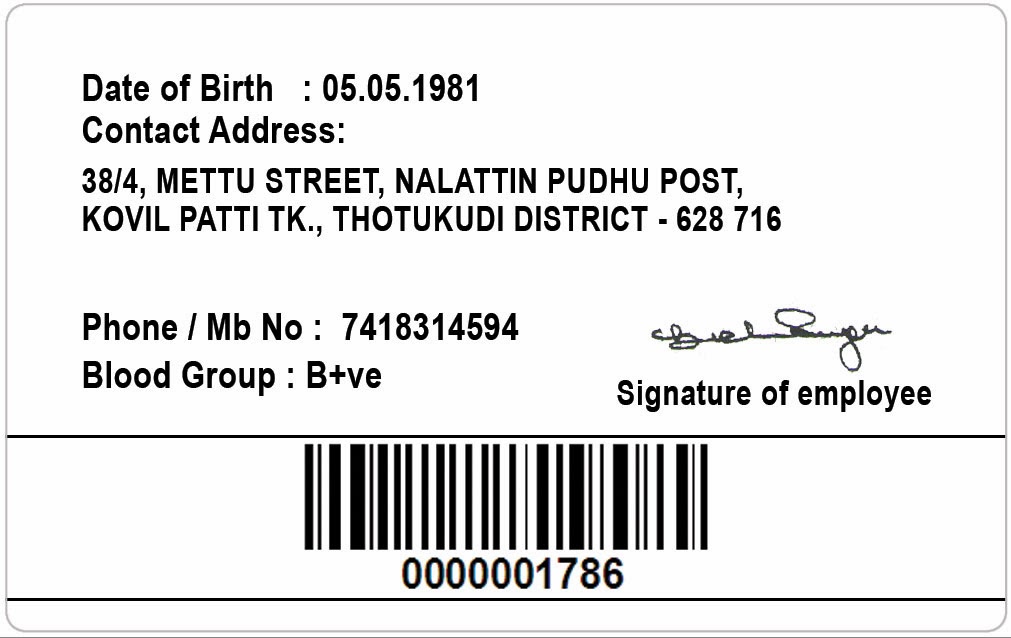 Date of Birth : 05.05.1981
Contact Address:
38/4, METTU STREET, NALATTIN PUDHU POST,
KOVIL PATTI TK., THOTUKUDI DISTRICT - 628 716
Phone / Mb No : 7418314594
Blood Group : B+ve
Signature of employee
0000001786